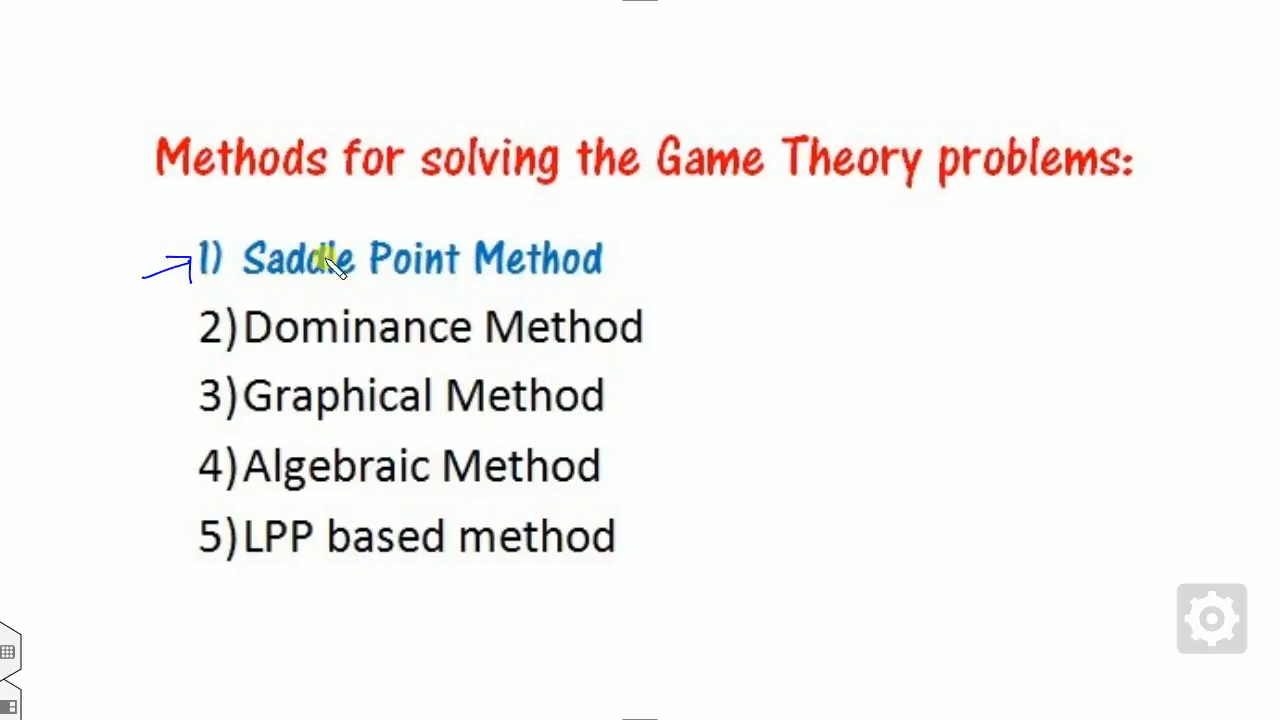 Methods for solving the Game Theory problems:
1) Saddle Point Method
2) Dominance Method
3) Graphical Method
4) Algebraic Method
5) LPP based method